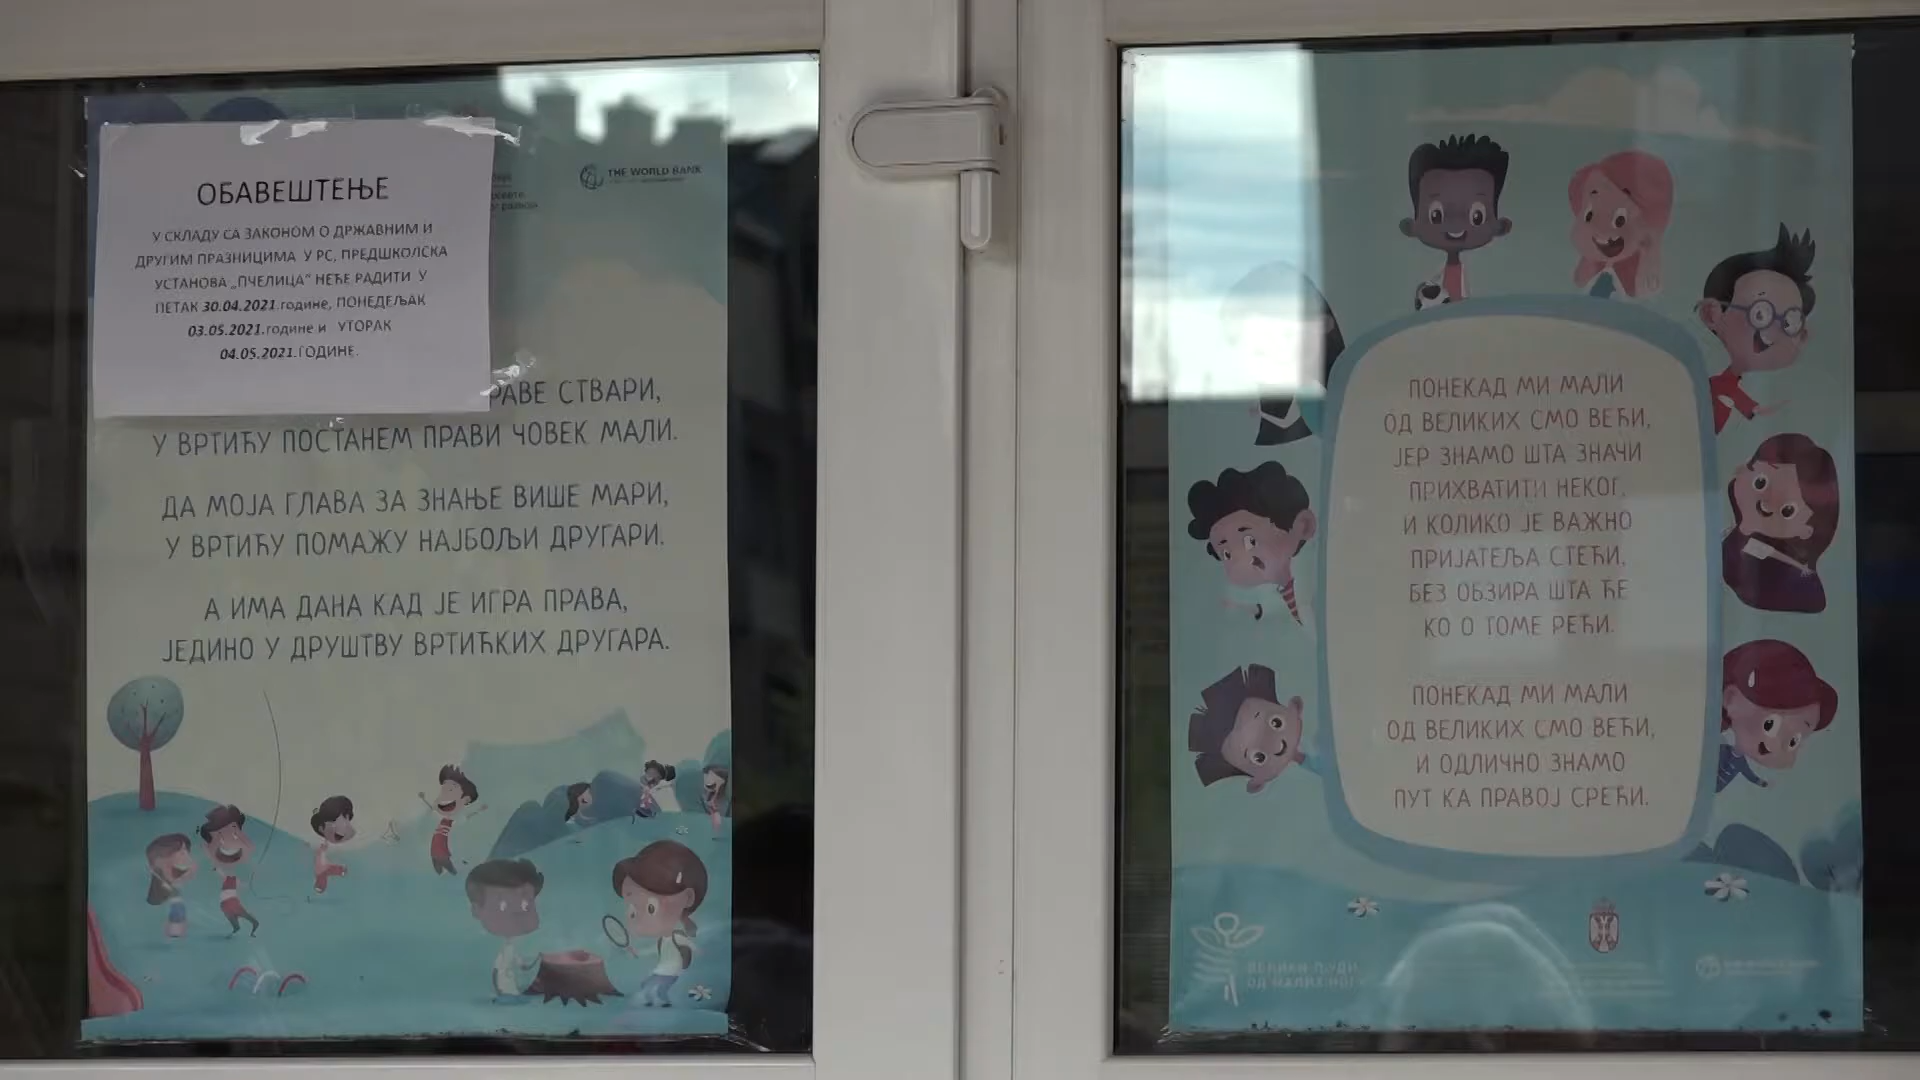 ОБАВЕШТЕЊЕ
У СКЛАДУ СА ЗАКОНОМ О ДРЖАВНИМ И
ДРУГИМ ПРАЗНИЦИМА У РС, ПРЕДШКОЛСКА
УСТАНОВА „ПЧЕЛИЦА" НЕЋЕ РАДИТИ У
ПЕТАК 30.04.2021.године, ПОНЕДЕЉАК
03.05.2021.године и УТОРАК
04.05.2021.ГОДИНЕ.
THE WORLD BANK
СТВАРИ,
У ВРТИЋУ ПОСТАНЕМ ПРАВИ ЧОВЕК МАЛИ.
ДА МОЈА ГЛАВА ЗА ЗНАЊЕ ВИШЕ МАРИ,
У ВРТИЋУ ПОМАЖУ НАЈБОЉИ ДРУГАРИ.
А ИМА ДАНА КАД ЈЕ ИГРА ПРАВА,
ЈЕДИНО У ДРУШТВУ ВРТИЋКИХ ДРУГАРА.
ПОНЕКАД МИ МАЛИ
ОД ВЕЛИКИХ СМО ВЕЋИ,
ЈЕР ЗНАМО ШТА ЗНАЧИ
ПРИХВАТИТИ НЕКОГ,
И КОЛИКО ЈЕ ВАЖНО
ПРИЈАТЕЉА СТЕЋИ,
БЕЗ ОБЗИРА ШТА ЋЕ
КО О ТОМЕ РЕЋИ.
ПОНЕКАД МИ МАЛИ
ОД ВЕЛИКИХ СМО ВЕЋИ,
И ОДЛИЧНО ЗНАМО
ПУТ КА ПРАВОЈ СРЕЋИ.
ВЕЛИКИ ЉУДИ
ОД МАЛИХ НОГУ